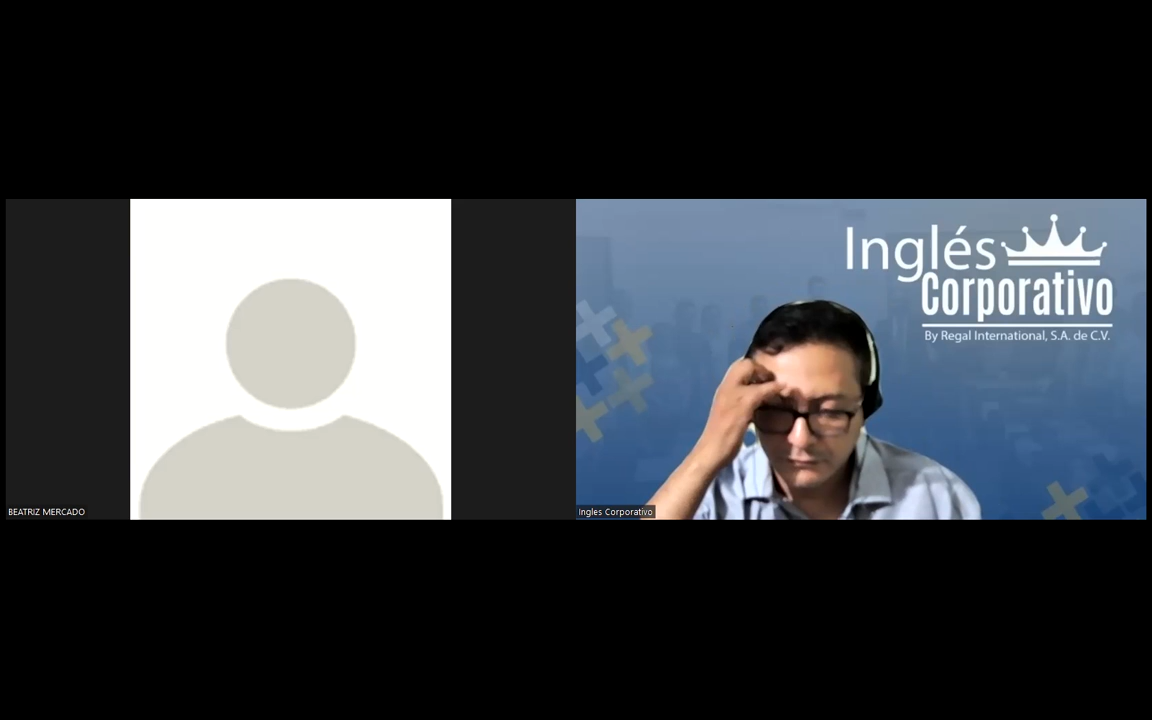 Inglés
Corporativo
By Regal International, S.A. de C.V.
BEATRIZ MERCADO
Ingles Corporativo